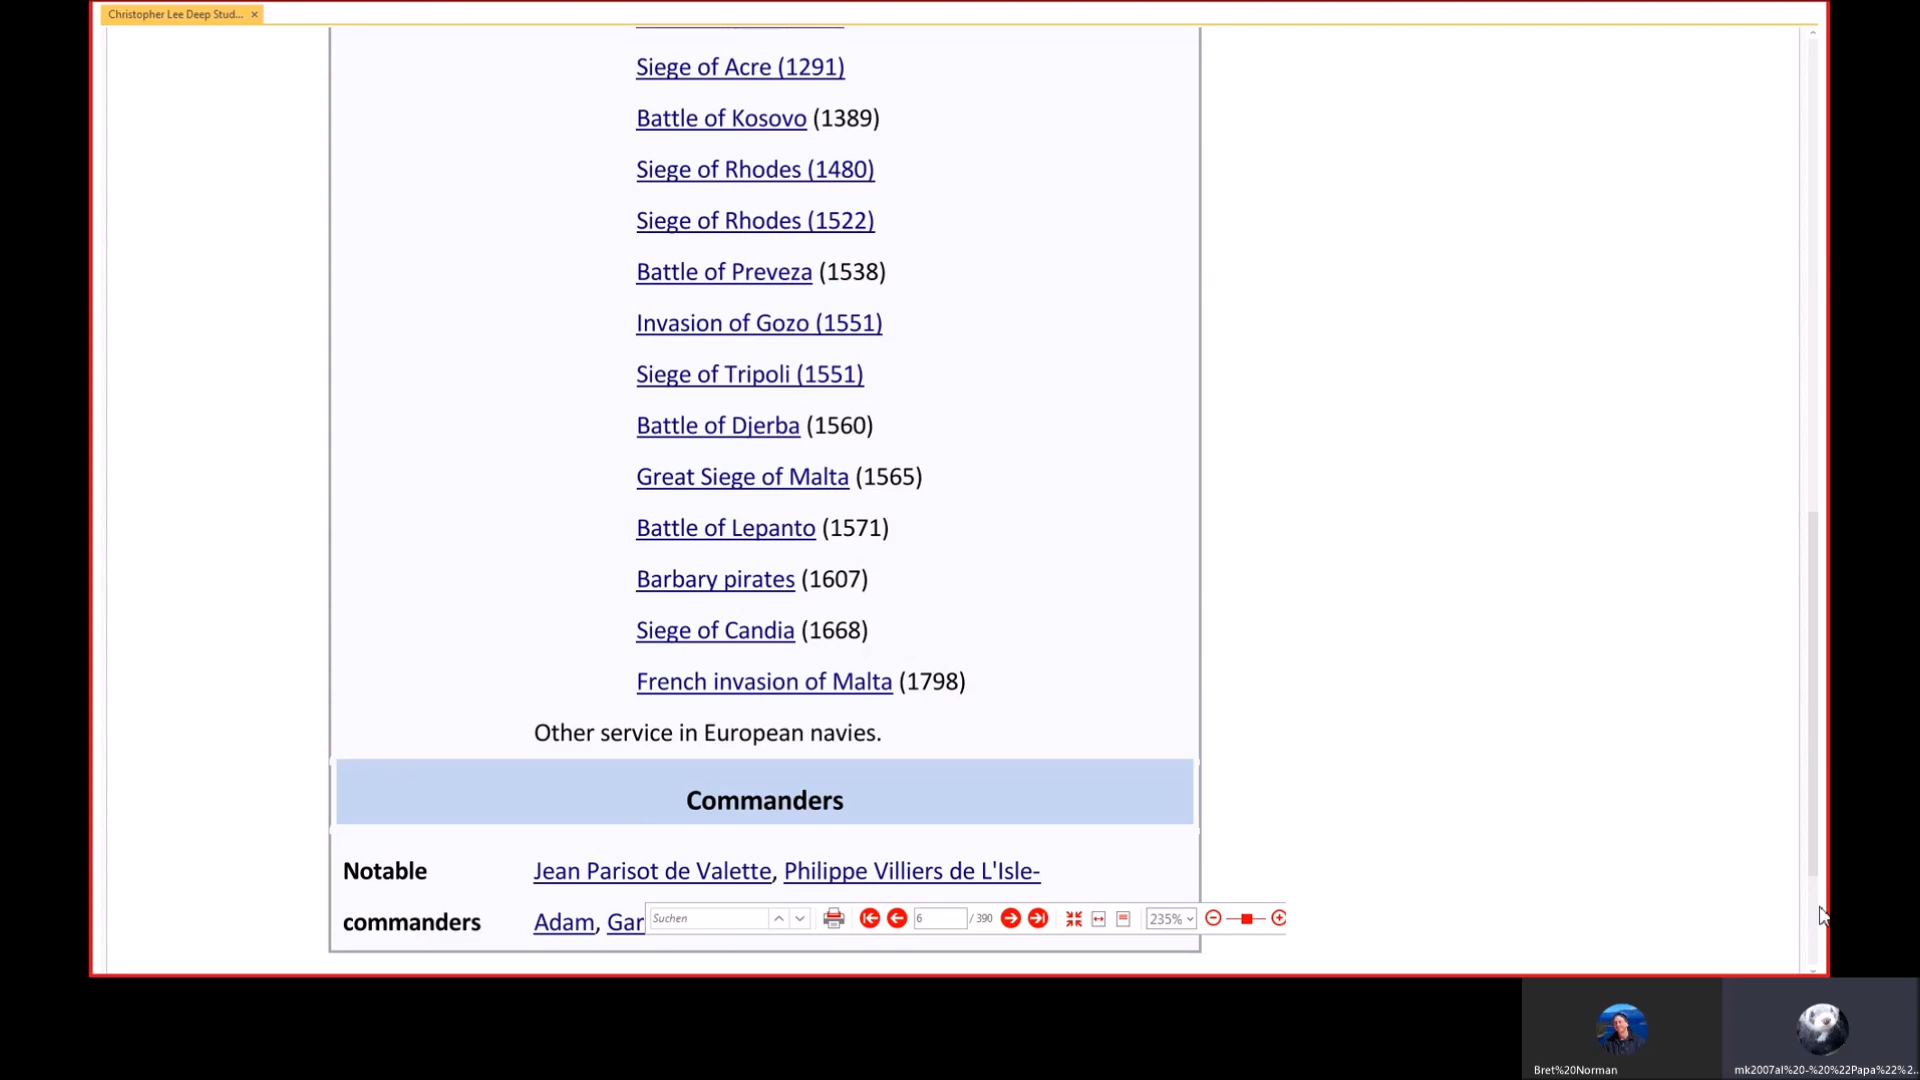 Christopher Lee Deep Stud...
Siege of Acre (1291)
Battle of Kosovo (1389)
Siege of Rhodes (1480)
Siege of Rhodes (1522)
Battle of Preveza (1538)
Invasion of Gozo (1551)
Siege of Tripoli (1551)
Battle of Djerba (1560)
Great Siege of Malta (1565)
Battle of Lepanto (1571)
Barbary pirates (1607)
Siege of Candia (1668)
French invasion of Malta (1798)
Other service in European navies.
Commanders
Notable Jean Parisot de Valette, Philippe Villiers de L'Isle-
commanders Adam, Gar
Suchen 6 / 390 235%
Bret%20Norman
mk2007al%20-%20%22Papa%22%2...